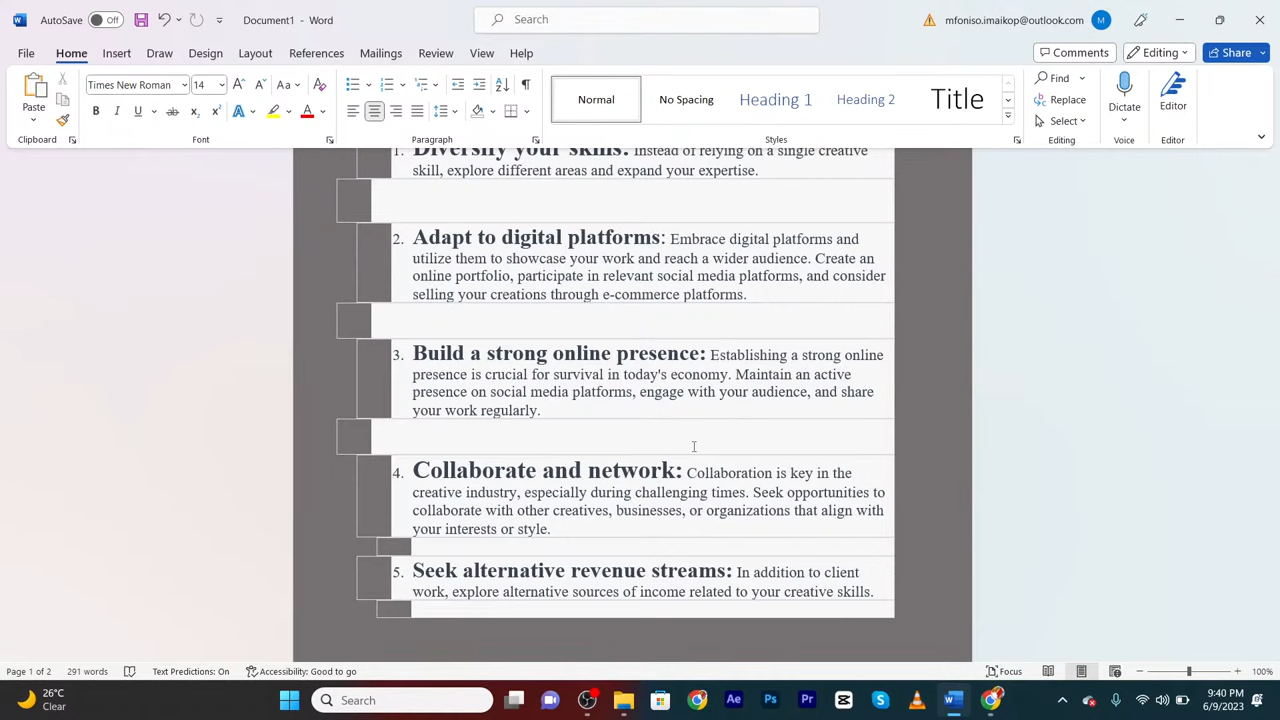 AutoSave Off Document1 - Word Search mfoniso.imaikop@outlook.com M
File Home Insert Draw Design Layout References Mailings Review View Help Comments Editing Share
Paste Times New Roman 14 Aa Normal No Spacing Heading 1 Heading 2 Title Find Replace Select Dictate Editor
B I U ab x₂ x² A A
Clipboard Font Paragraph Styles Editing Voice Editor
1. Diversify your skills: Instead of relying on a single creative
skill, explore different areas and expand your expertise.
2. Adapt to digital platforms: Embrace digital platforms and
utilize them to showcase your work and reach a wider audience. Create an
online portfolio, participate in relevant social media platforms, and consider
selling your creations through e-commerce platforms.
3. Build a strong online presence: Establishing a strong online
presence is crucial for survival in today's economy. Maintain an active
presence on social media platforms, engage with your audience, and share
your work regularly.
4. Collaborate and network: Collaboration is key in the
creative industry, especially during challenging times. Seek opportunities to
collaborate with other creatives, businesses, or organizations that align with
your interests or style.
5. Seek alternative revenue streams: In addition to client
work, explore alternative sources of income related to your creative skills.
Page 1 of 2 291 words Text Predictions: On Accessibility: Good to go Focus 100%
26°C
Clear
Search Ae Ps Pr S W
9:40 PM
6/9/2023